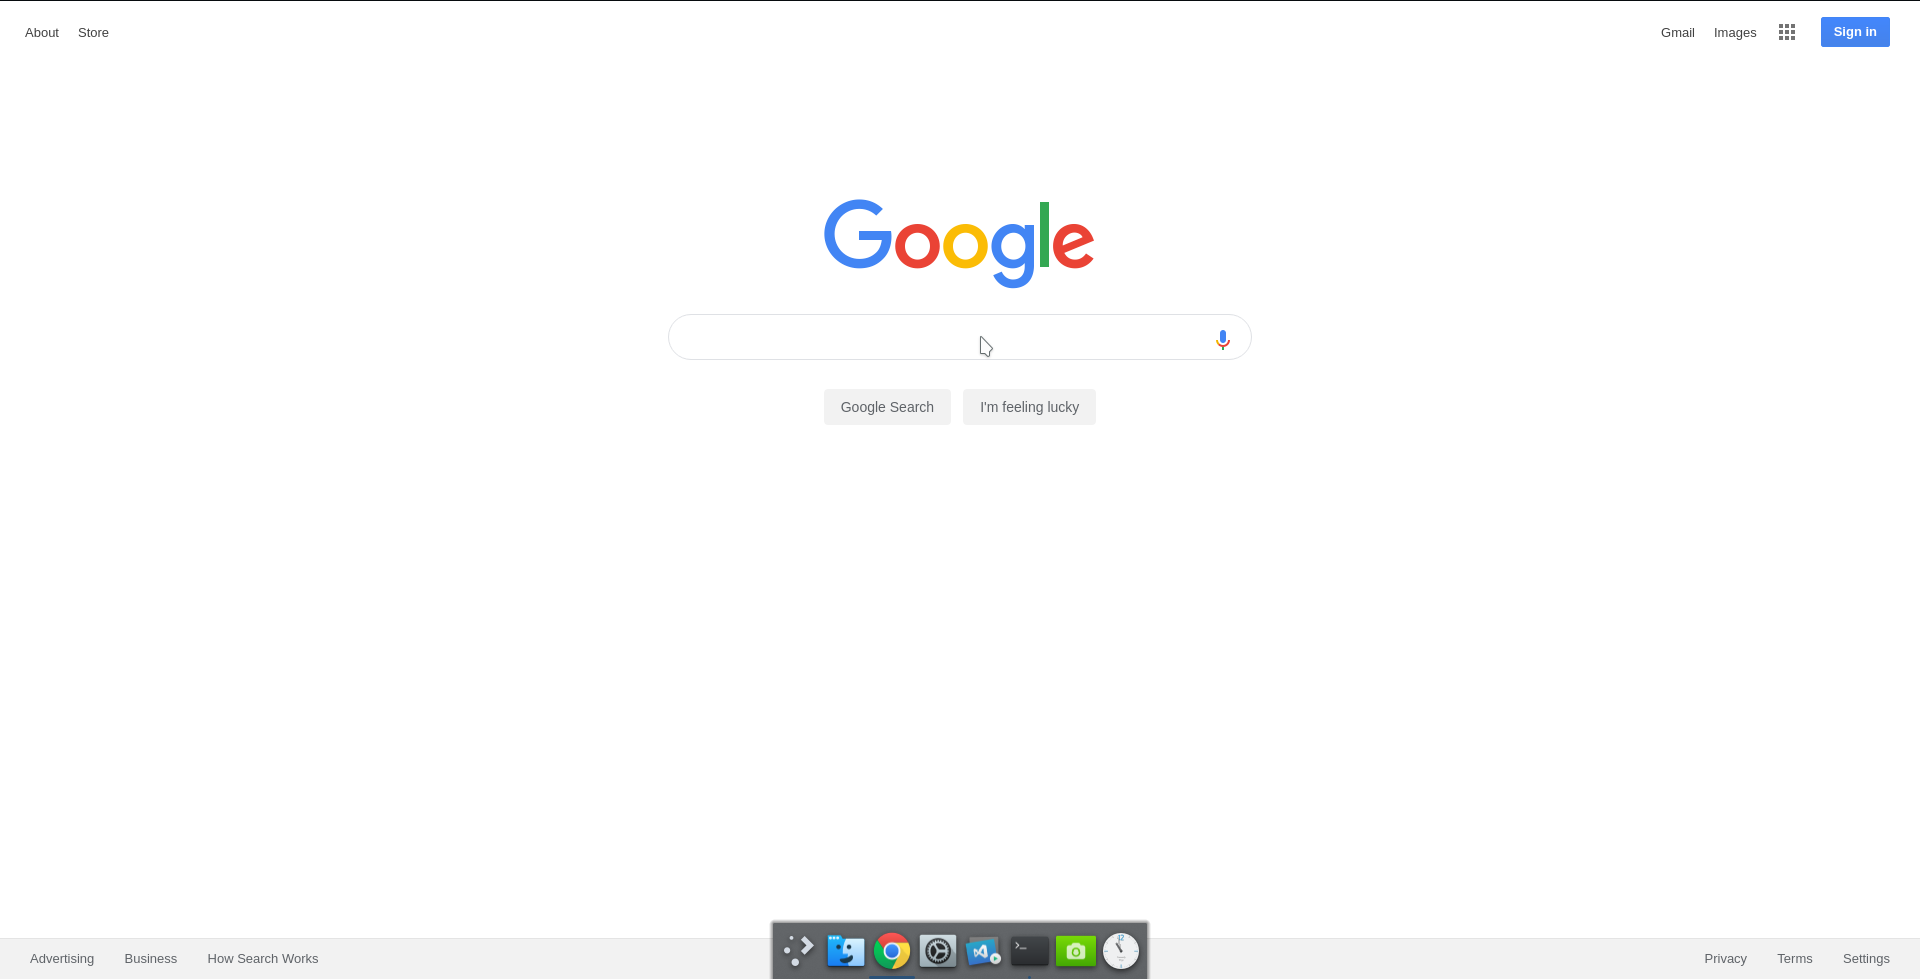 About Store
Gmail Images Sign in
Google
Google Search I'm feeling lucky
Advertising Business How Search Works
Privacy Terms Settings